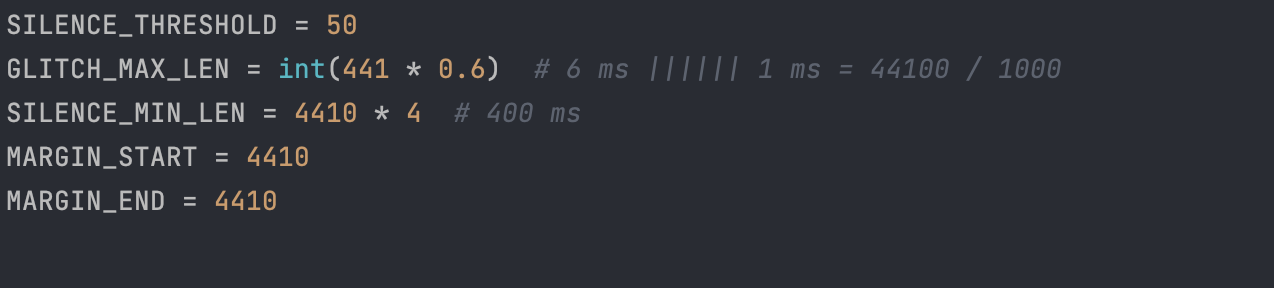 SILENCE_THRESHOLD = 50
GLITCH_MAX_LEN = int(441 * 0.6)  # 6 ms |||||| 1 ms = 44100 / 1000
SILENCE_MIN_LEN = 4410 * 4  # 400 ms
MARGIN_START = 4410
MARGIN_END = 4410